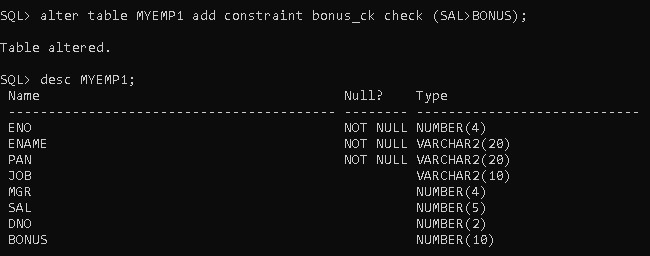 SQL> alter table MYEMP1 add constraint bonus_ck check (SAL>BONUS);
Table altered.
SQL> desc MYEMP1;
Name Null? Type
----------------------------------------- -------- ----------------------------
ENO NOT NULL NUMBER(4)
ENAME NOT NULL VARCHAR2(20)
PAN NOT NULL VARCHAR2(20)
JOB VARCHAR2(10)
MGR NUMBER(4)
SAL NUMBER(5)
DNO NUMBER(2)
BONUS NUMBER(10)